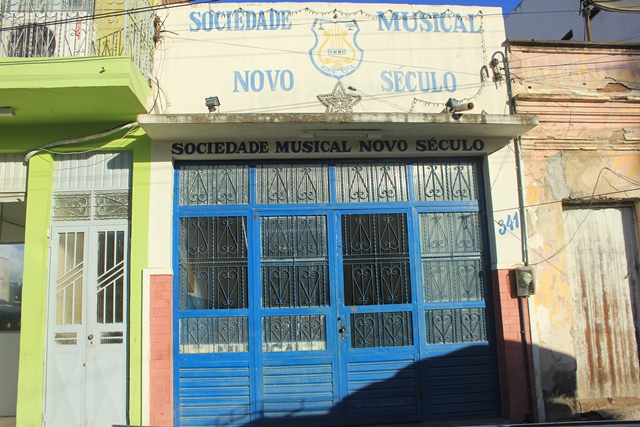 SOCIEDADE MUSICAL
NOVO SÉCULO
SOCIEDADE MUSICAL NOVO SÉCULO
341